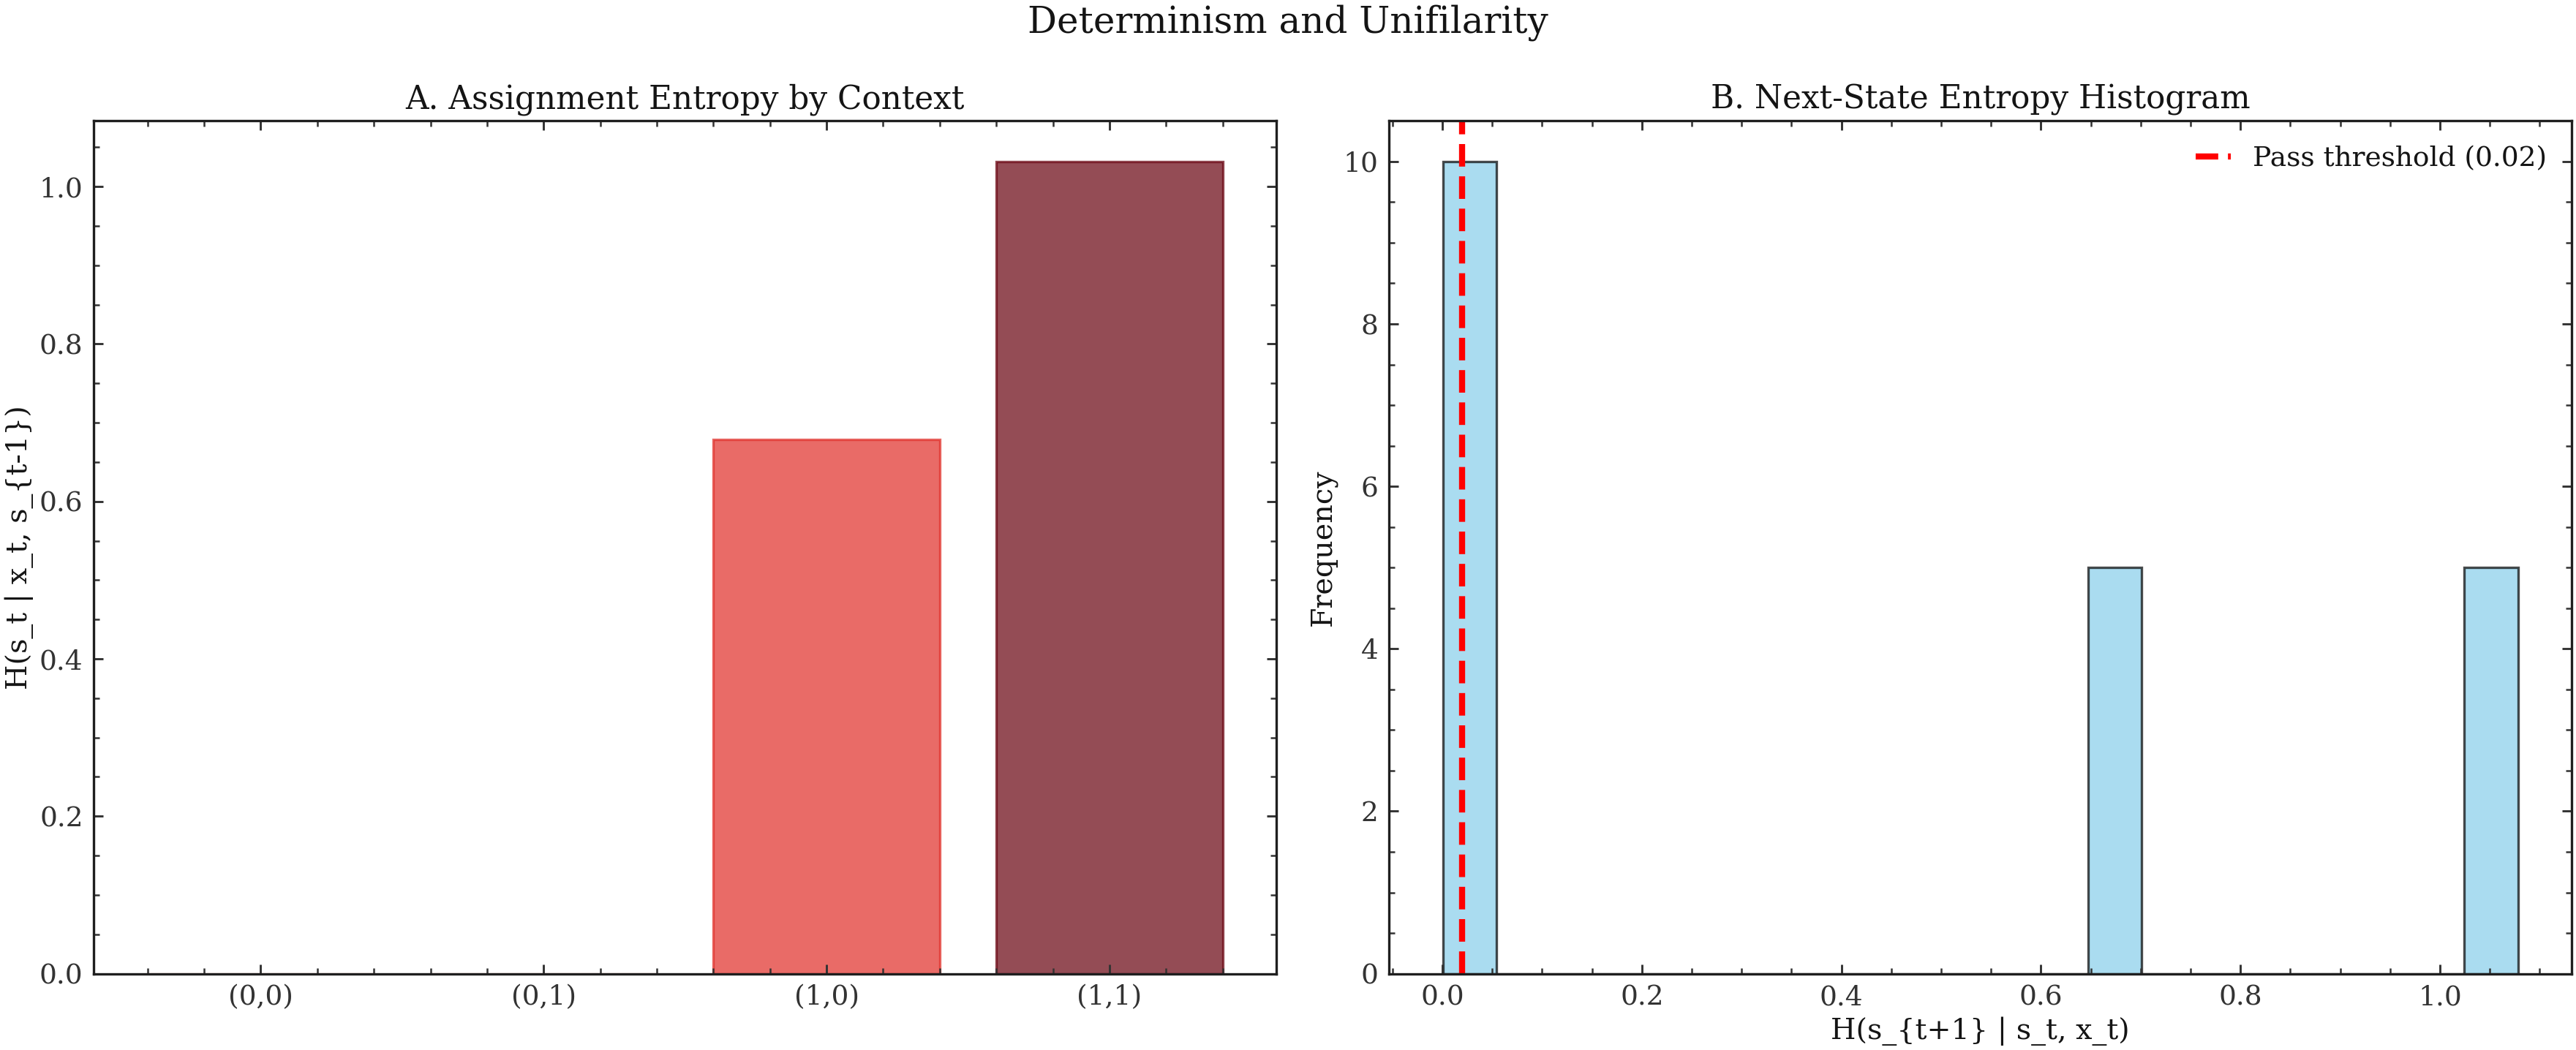 Determinism and Unifilarity
A. Assignment Entropy by Context
H(s_t | x_t, s_{t-1})
1.0
0.8
0.6
0.4
0.2
0.0
(0,0) (0,1) (1,0) (1,1)
B. Next-State Entropy Histogram
Pass threshold (0.02)
Frequency
10
8
6
4
2
0
0.0 0.2 0.4 0.6 0.8 1.0
H(s_{t+1} | s_t, x_t)